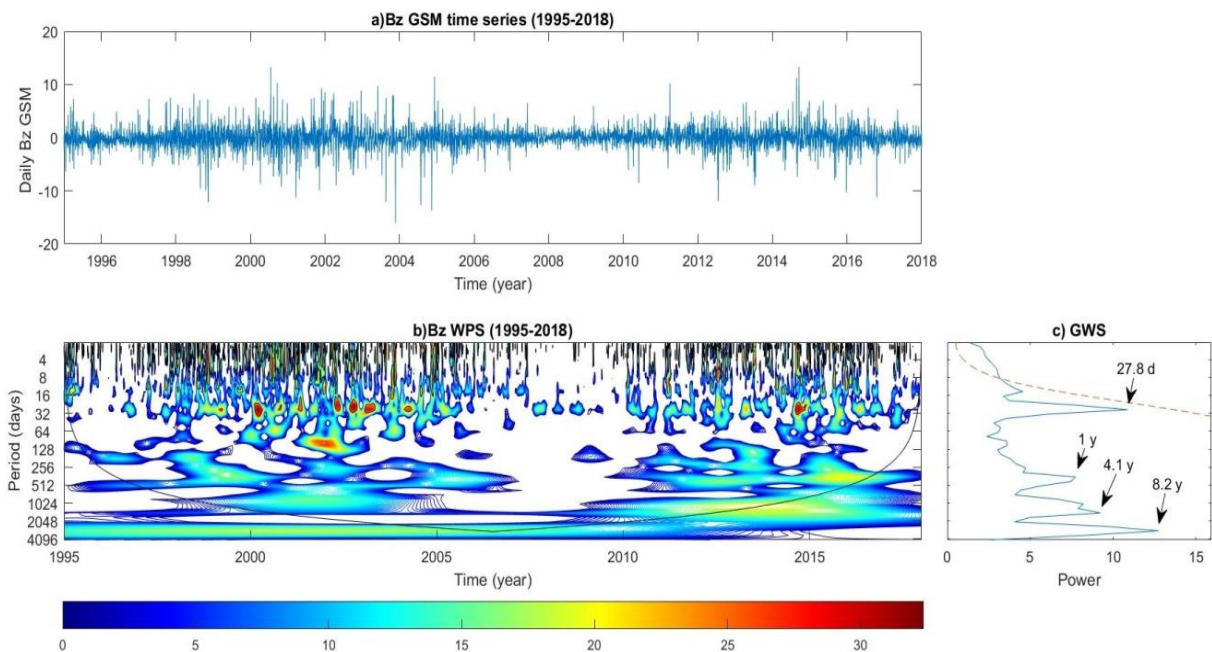 a)Bz GSM time series (1995-2018)
20
10
0
-10
-20
Daily Bz GSM
1996 1998 2000 2002 2004 2006 2008 2010 2012 2014 2016 2018
Time (year)
b)Bz WPS (1995-2018)
4
8
16
32
64
128
256
512
1024
2048
4096
Period (days)
1995 2000 2005 2010 2015
Time (year)
c) GWS
27.8 d
1 y
4.1 y
8.2 y
0 5 10 15
Power
0 5 10 15 20 25 30